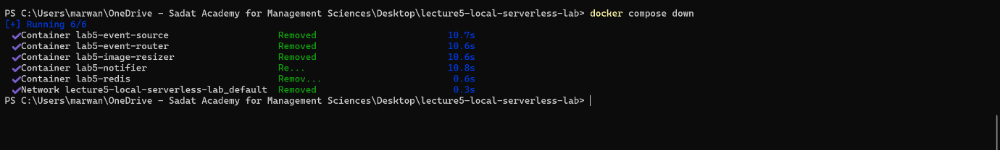 PS C:\Users\marwan\OneDrive - Sadat Academy for Management Sciences\Desktop\lecture5-local-serverless-lab> docker compose down
[+] Running 6/6
✔Container lab5-event-source Removed 10.7s
✔Container lab5-event-router Removed 10.6s
✔Container lab5-image-resizer Removed 10.6s
✔Container lab5-notifier Re... 10.8s
✔Container lab5-redis Remov... 0.6s
✔Network lecture5-local-serverless-lab_default Removed 0.3s
PS C:\Users\marwan\OneDrive - Sadat Academy for Management Sciences\Desktop\lecture5-local-serverless-lab>